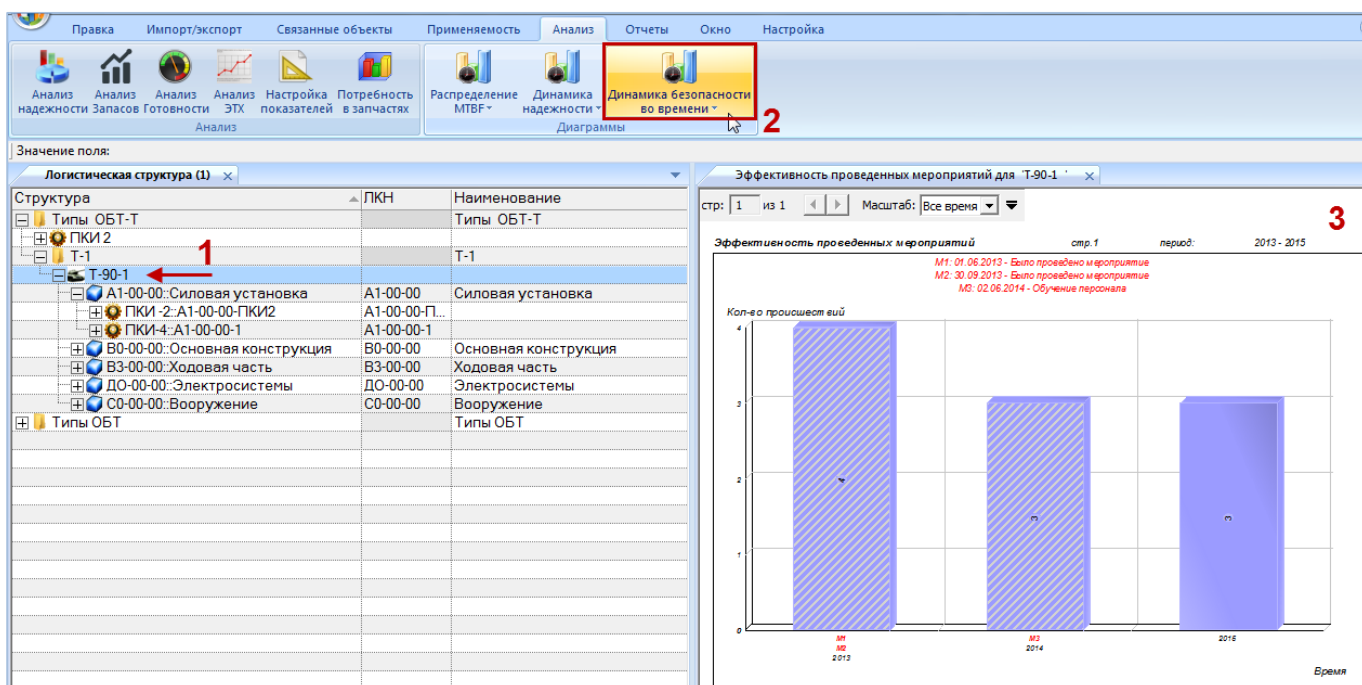 Правка Импорт/экспорт Связанные объекты Применяемость Анализ Отчеты Окно Настройка
Анализ надежности
Анализ Запасов
Анализ Готовности
Анализ ЭТХ
Настройка показателей
Потребность в запчастях
Распределение MTBF
Динамика надежности
Динамика безопасности во времени
2
Анализ Диаграммы
Значение поля:
Логистическая структура (1)
Структура ЛКН Наименование
Типы ОБТ-Т Типы ОБТ-Т
ПКИ 2
Т-1 Т-1
1
Т-90-1
А1-00-00::Силовая установка А1-00-00 Силовая установка
ПКИ -2::А1-00-00-ПКИ2 А1-00-00-П...
ПКИ-4::А1-00-00-1 А1-00-00-1
В0-00-00::Основная конструкция В0-00-00 Основная конструкция
В3-00-00::Ходовая часть В3-00-00 Ходовая часть
ДО-00-00::Электросистемы ДО-00-00 Электросистемы
С0-00-00::Вооружение С0-00-00 Вооружение
Типы ОБТ Типы ОБТ
Эффективность проведенных мероприятий для 'Т-90-1 '
стр: 1 из 1 Масштаб: Все время
3
Эффективность проведенных мероприятий стр.1 период: 2013 - 2015
М1: 01.06.2013 - Было проведено мероприятие
М2: 30.09.2013 - Было проведено мероприятие
М3: 02.06.2014 - Обучение персонала
Кол-во происшествий
4
3
2
1
0
4
3
3
М1 М3 2015
М2 2014
2013
Время